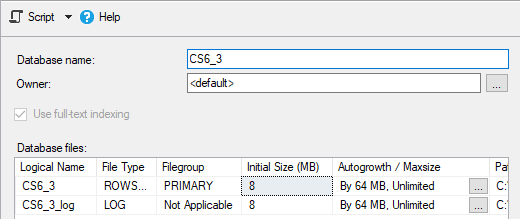 Script Help
Database name: CS6_3
Owner: <default> ...
Use full-text indexing
Database files:
Logical Name File Type Filegroup Initial Size (MB) Autogrowth / Maxsize Pa
CS6_3 ROWS... PRIMARY 8 By 64 MB, Unlimited ... C:\
CS6_3_log LOG Not Applicable 8 By 64 MB, Unlimited ... C:\